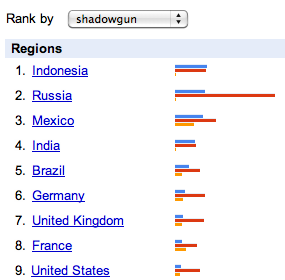 Rank by shadowgun
Regions
1. Indonesia
2. Russia
3. Mexico
4. India
5. Brazil
6. Germany
7. United Kingdom
8. France
9. United States